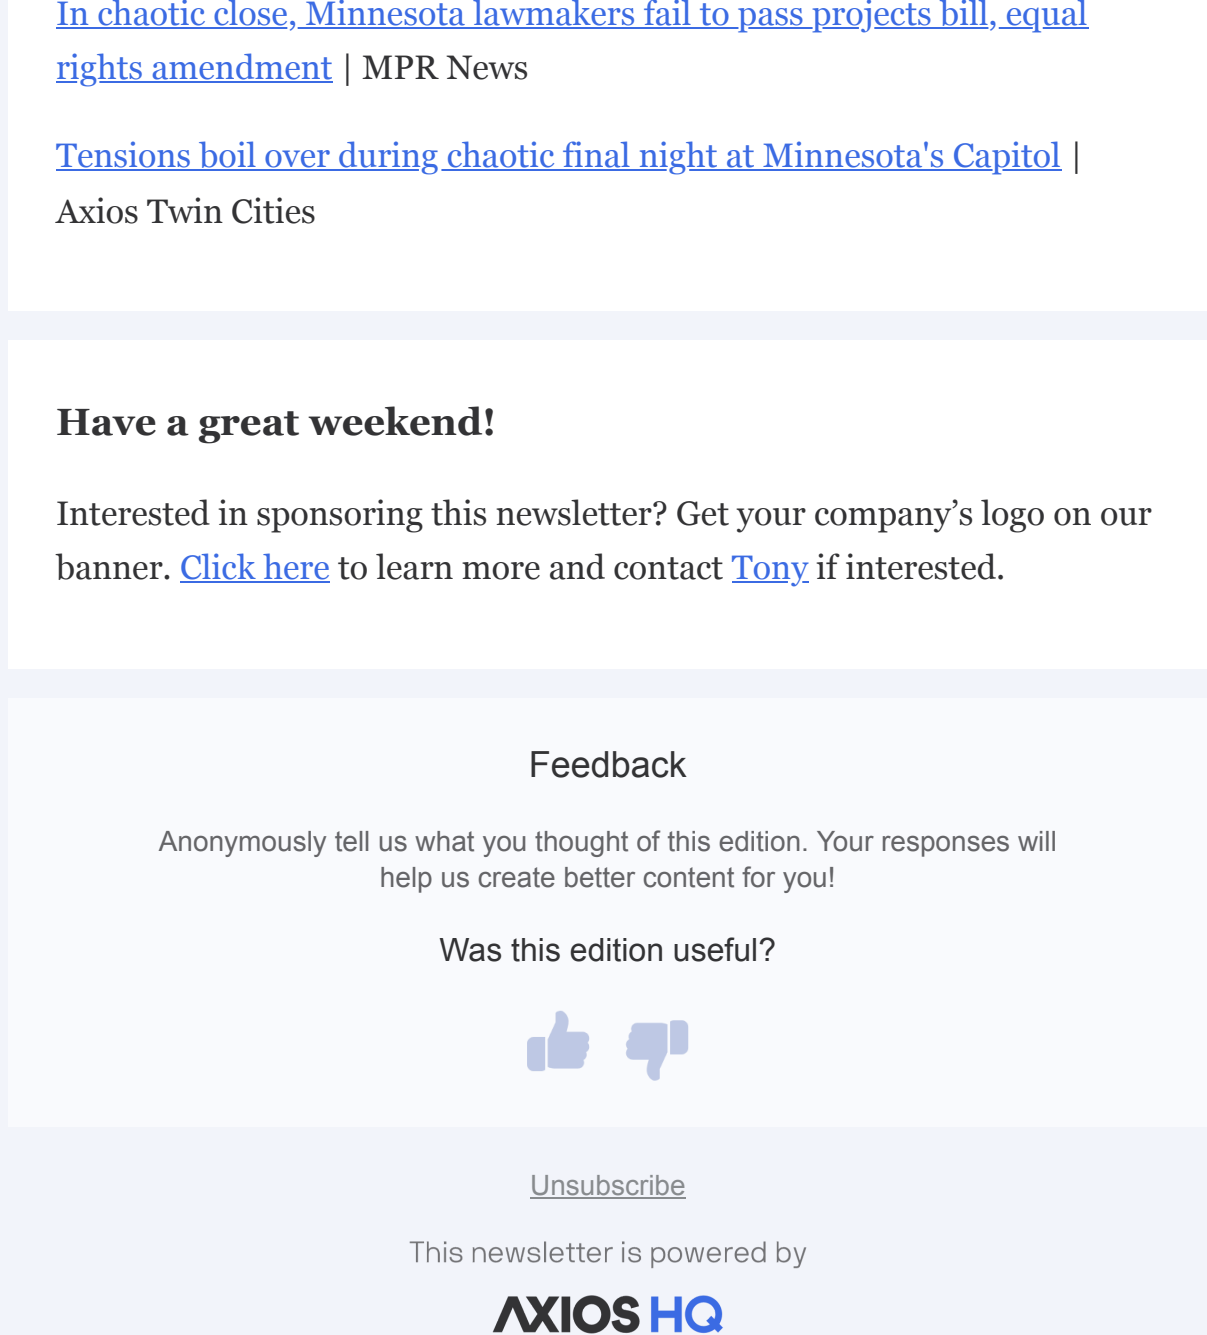 In chaotic close, Minnesota lawmakers fail to pass projects bill, equal
rights amendment | MPR News
Tensions boil over during chaotic final night at Minnesota's Capitol |
Axios Twin Cities
Have a great weekend!
Interested in sponsoring this newsletter? Get your company’s logo on our
banner. Click here to learn more and contact Tony if interested.
Feedback
Anonymously tell us what you thought of this edition. Your responses will
help us create better content for you!
Was this edition useful?
Unsubscribe
This newsletter is powered by
AXIOS HQ